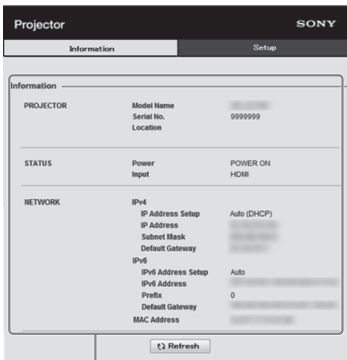 Projector SONY
Information Setup
Information
PROJECTOR Model Name
Serial No. 9999999
Location
STATUS Power POWER ON
Input HDMI
NETWORK IPv4
IP Address Setup Auto (DHCP)
IP Address
Subnet Mask
Default Gateway
IPv6
IPv6 Address Setup Auto
IPv6 Address
Prefix 0
Default Gateway
MAC Address
Refresh